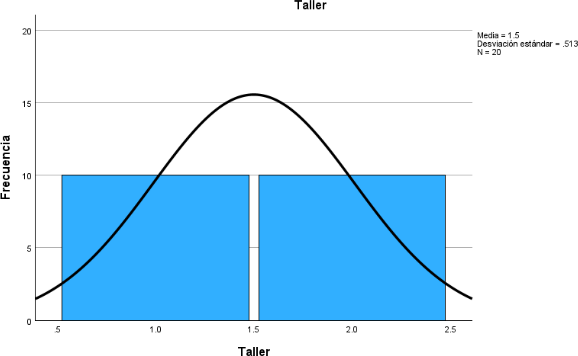 Taller
Media = 1.5
Desviación estándar = .513
N = 20
Frecuencia
20
15
10
5
0
.5
1.0
1.5
2.0
2.5
Taller